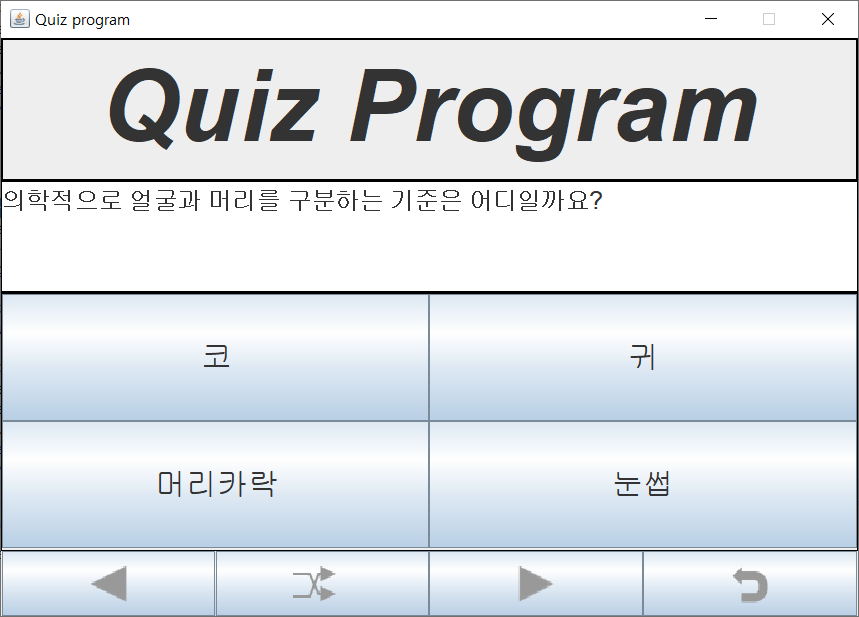 Quiz program
Quiz Program
의학적으로 얼굴과 머리를 구분하는 기준은 어디일까요?
코
귀
머리카락
눈썹